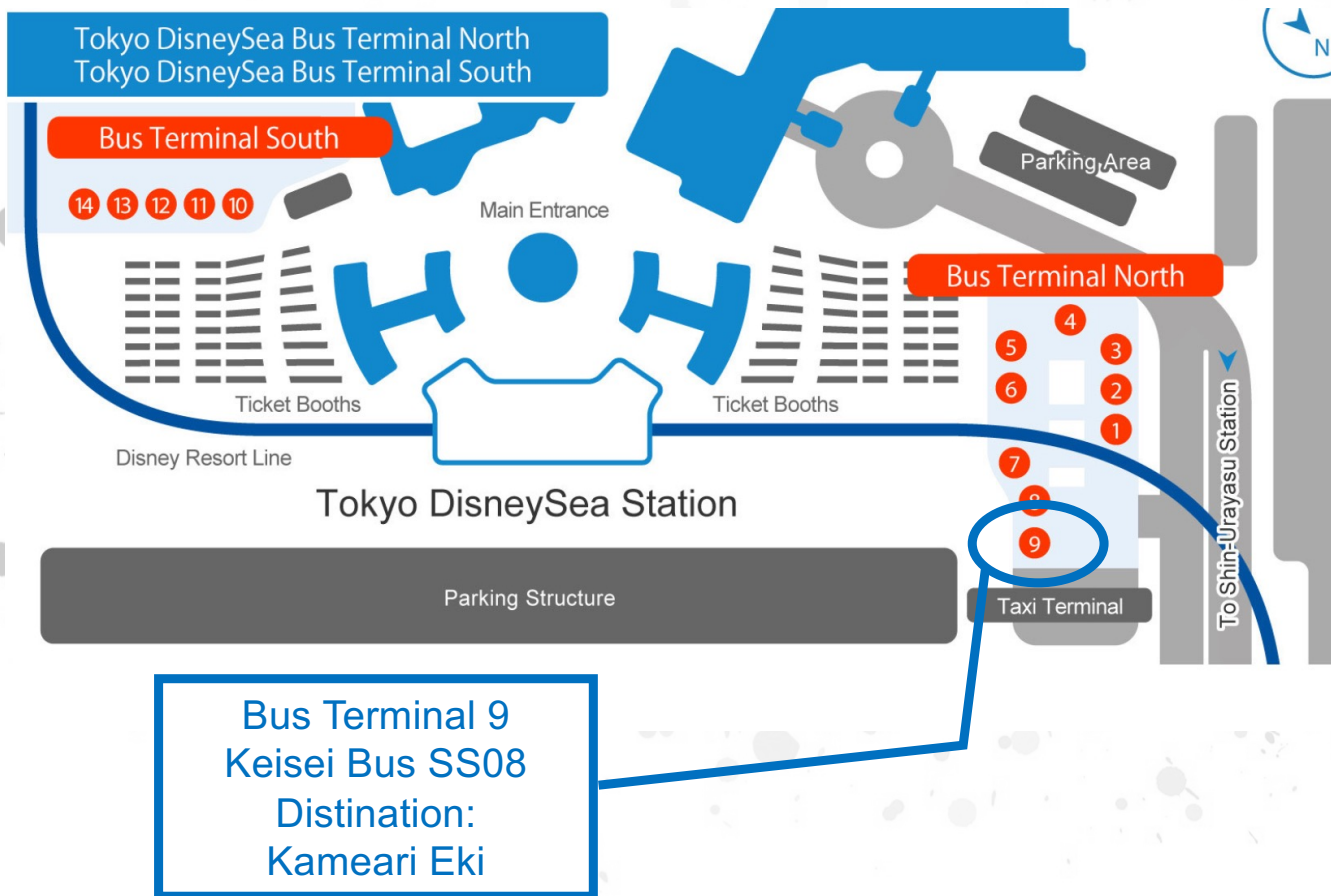 Tokyo DisneySea Bus Terminal North
Tokyo DisneySea Bus Terminal South
N
Bus Terminal South
14 13 12 11 10
Main Entrance
Parking Area
Bus Terminal North
4
5
3
6
2
1
7
8
9
Ticket Booths
Ticket Booths
Disney Resort Line
Tokyo DisneySea Station
To Shin-Urayasu Station
Parking Structure
Taxi Terminal
Bus Terminal 9
Keisei Bus SS08
Distination:
Kameari Eki